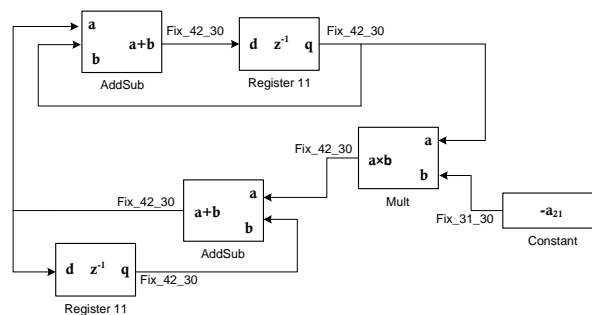 Fix_42_30
Fix_42_30
a
b
a+b
d z⁻¹ q
AddSub
Register 11
Fix_42_30
a
b
a×b
Mult
Fix_42_30
a
b
a+b
AddSub
Fix_31_30
-a₂₁
Constant
d z⁻¹ q
Fix_42_30
Register 11